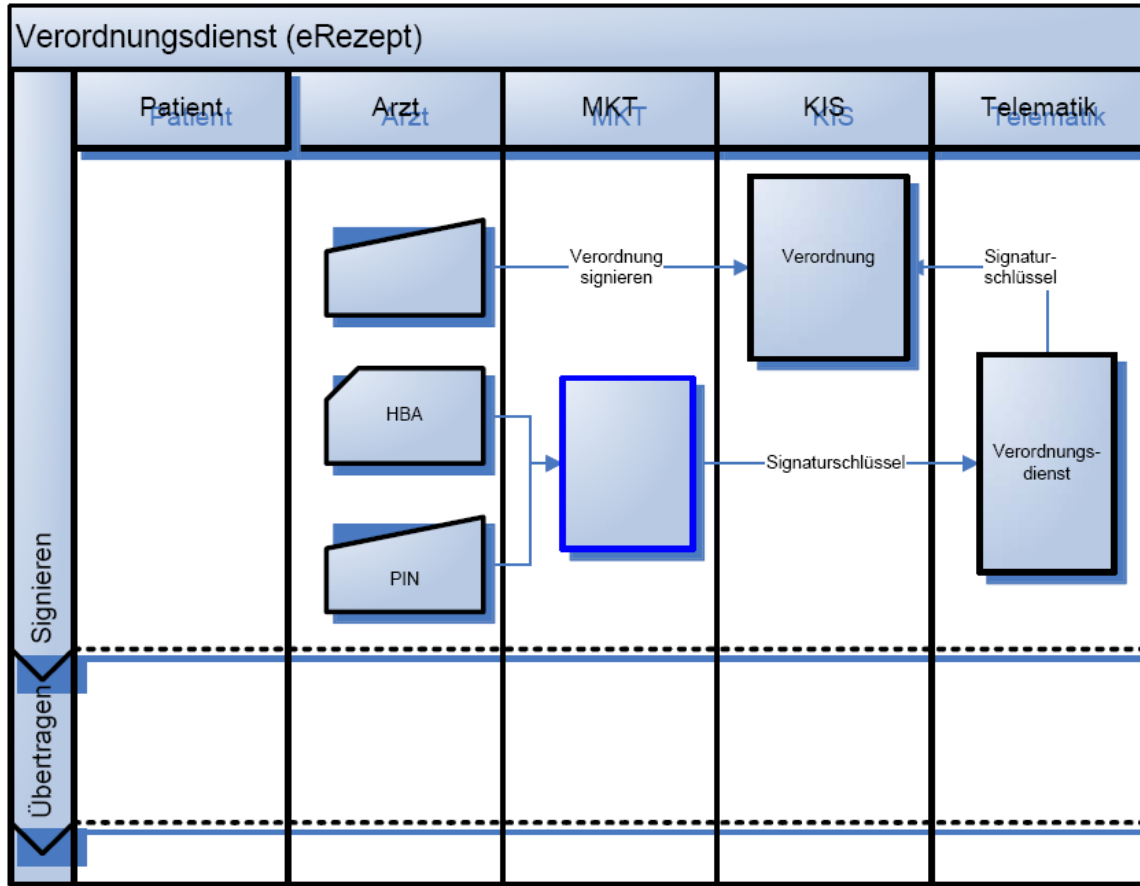 Verordnungsdienst (eRezept)
Patient
Arzt
MKT
KIS
Telematik
Verordnung
signieren
Verordnung
Signatur-
schlüssel
HBA
Signaturschlüssel
Verordnungs-
dienst
PIN
Signieren
Übertragen